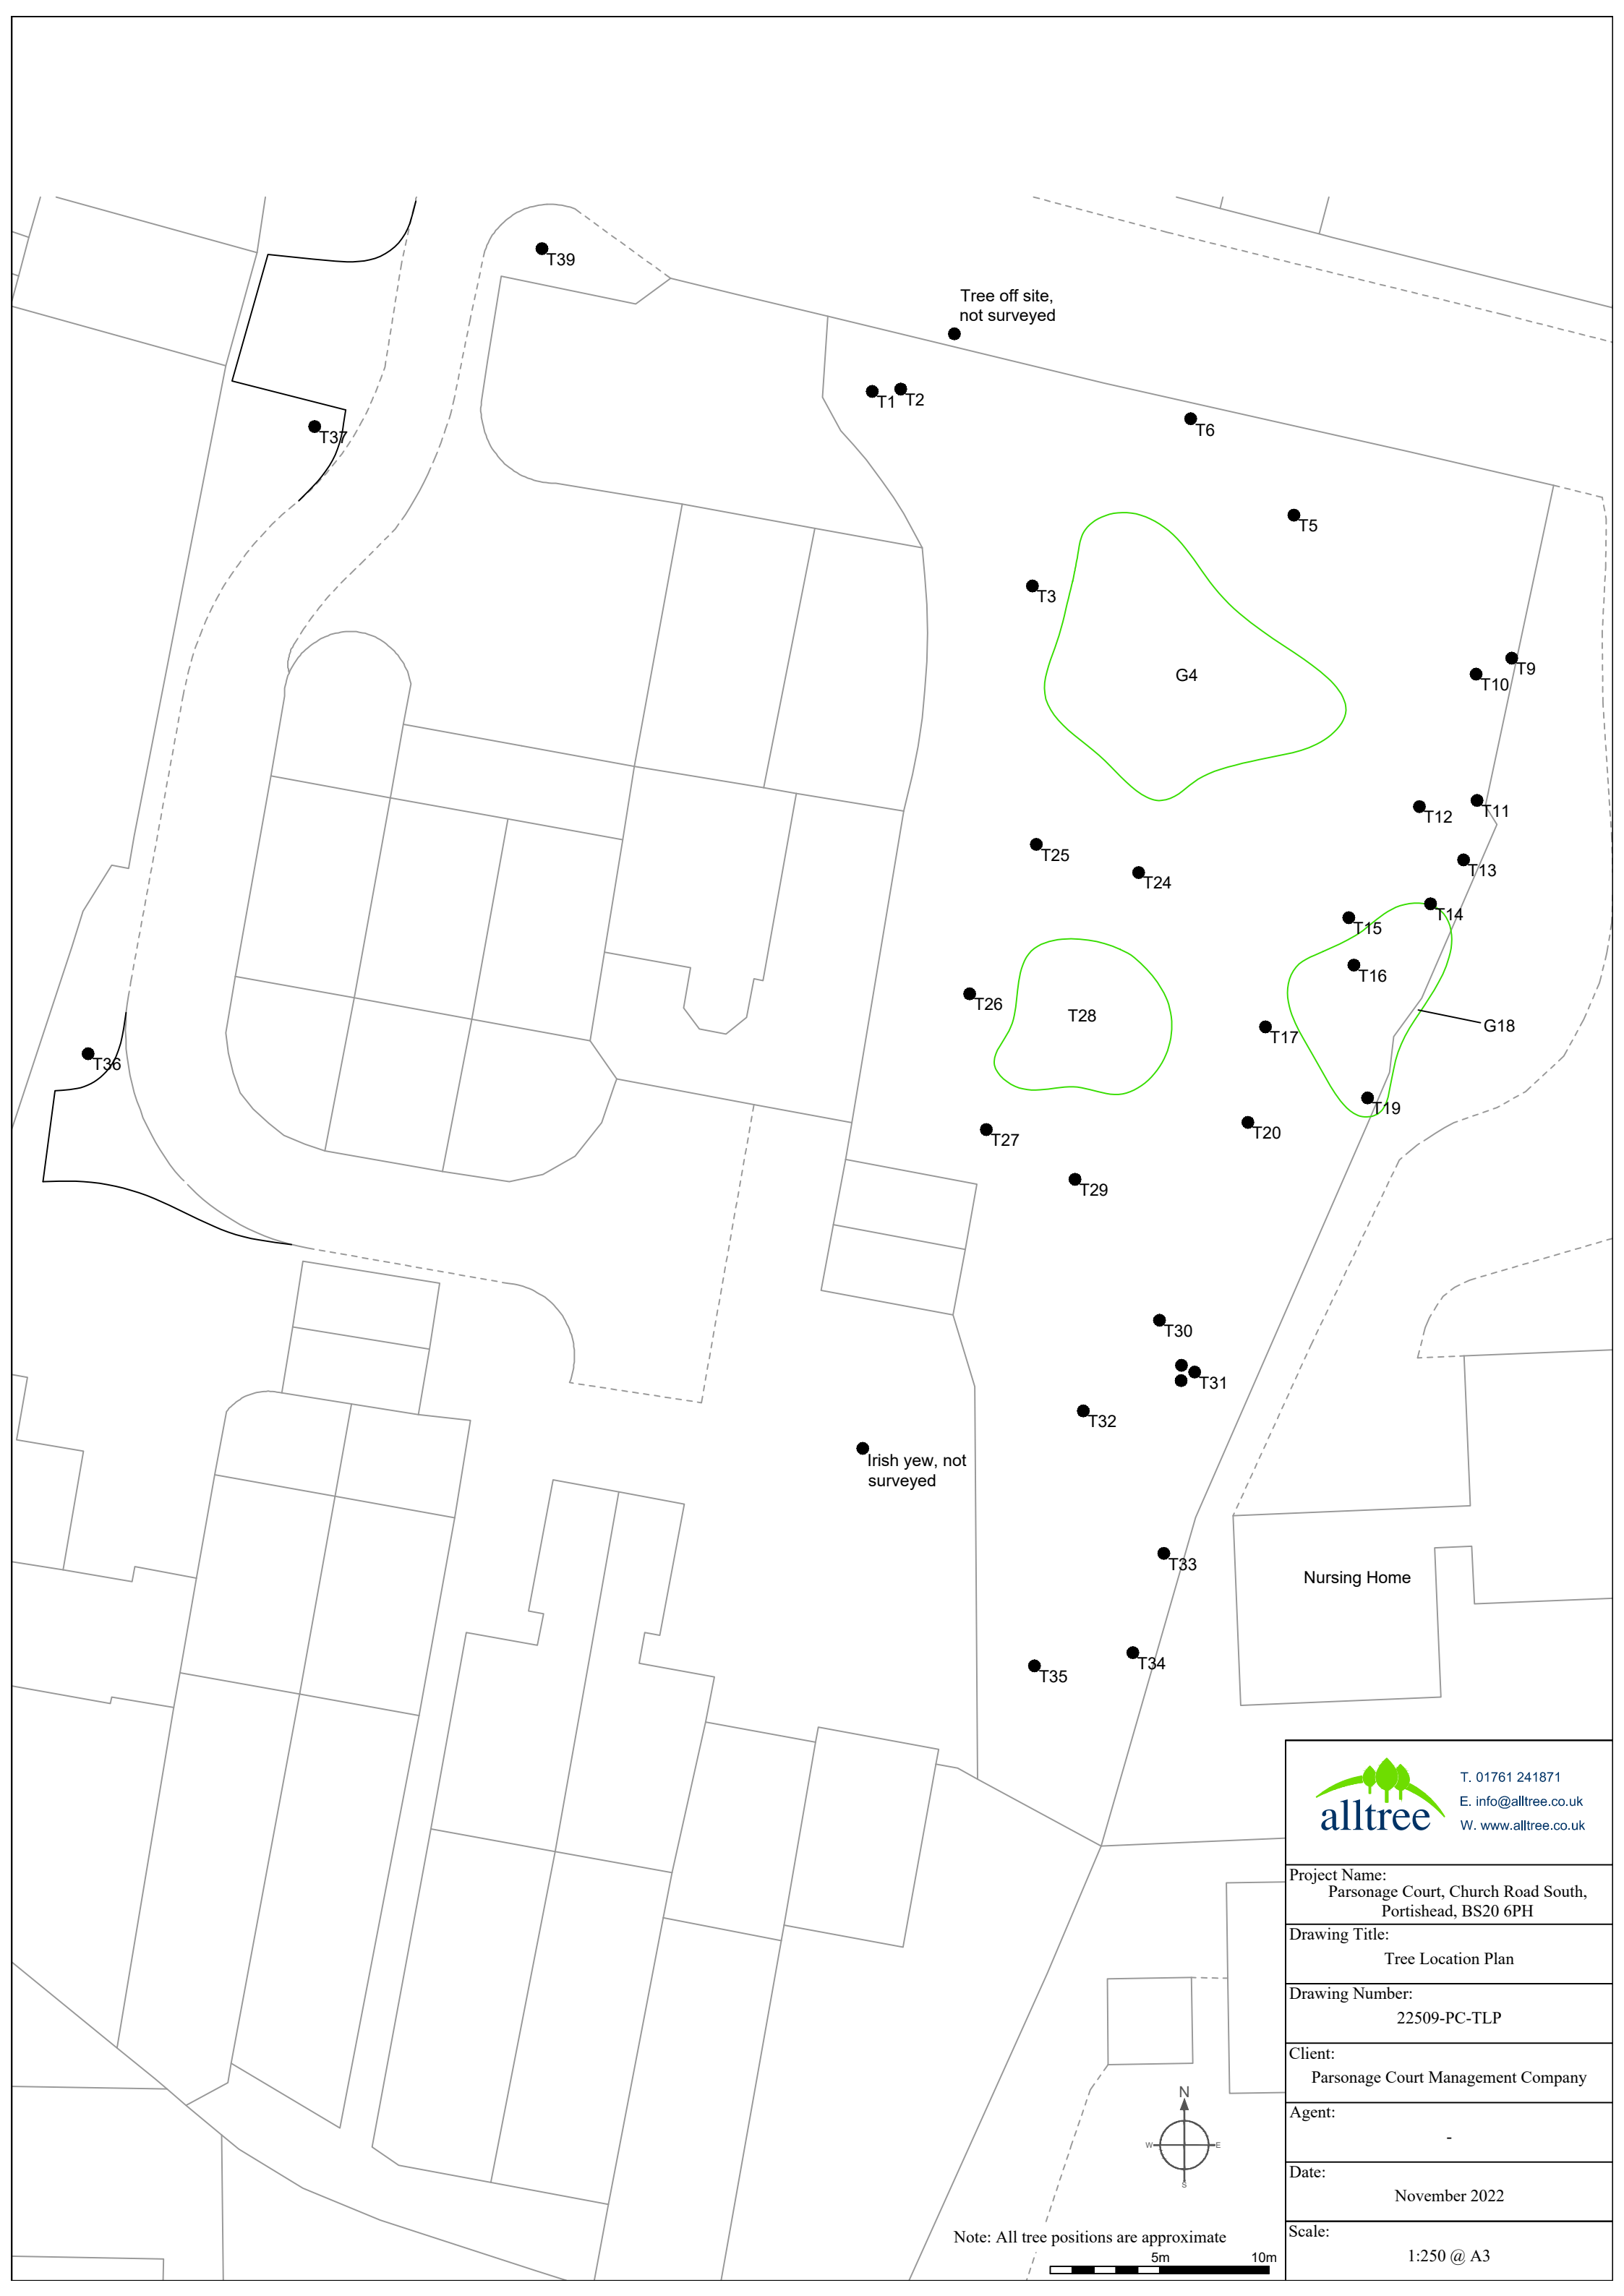 T39
Tree off site,
not surveyed
T1
T2
T6
T37
T5
T3
G4
T9
T10
T11
T12
T25
T13
T24
T14
T15
T16
T26
T28
G18
T17
T36
T19
T20
T27
T29
T30
T31
T32
Irish yew, not
surveyed
T33
Nursing Home
T34
T35
alltree
T. 01761 241871
E. info@alltree.co.uk
W. www.alltree.co.uk
Project Name:
Parsonage Court, Church Road South,
Portishead, BS20 6PH
Drawing Title:
Tree Location Plan
Drawing Number:
22509-PC-TLP
Client:
Parsonage Court Management Company
Agent:
-
Date:
November 2022
Scale:
1:250 @ A3
N
W
E
S
Note: All tree positions are approximate
5m
10m